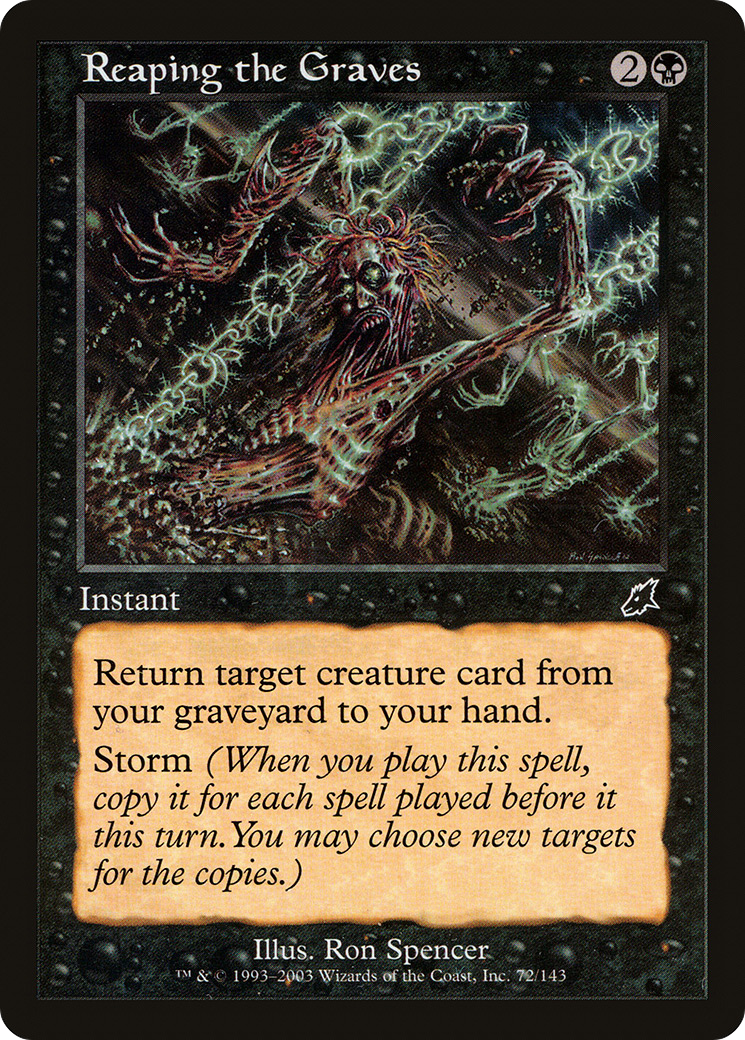 Reaping the Graves 2
Instant
Return target creature card from
your graveyard to your hand.
Storm (When you play this spell,
copy it for each spell played before it
this turn. You may choose new targets
for the copies.)
Illus. Ron Spencer
™ & © 1993–2003 Wizards of the Coast, Inc. 72/143